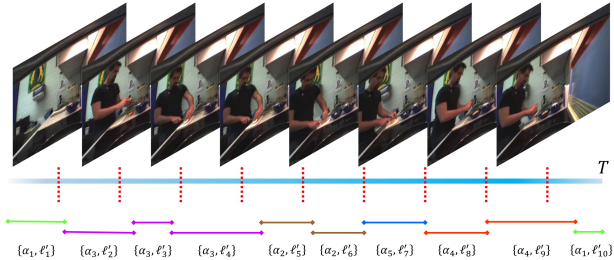 T
{α₁, ℓ′₁} {α₃, ℓ′₂} {α₃, ℓ′₃} {α₃, ℓ′₄} {α₂, ℓ′₅} {α₂, ℓ′₆} {α₅, ℓ′₇} {α₄, ℓ′₈} {α₄, ℓ′₉} {α₁, ℓ′₁₀}